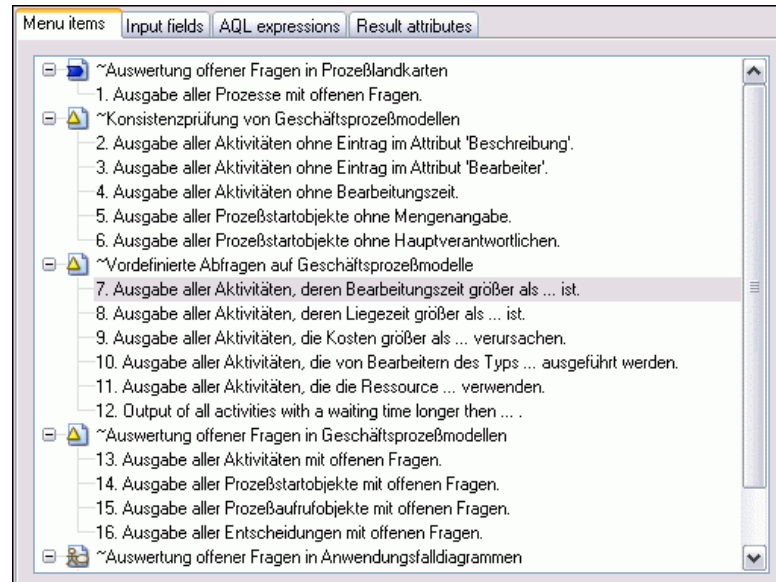 Menu items Input fields AQL expressions Result attributes
~Auswertung offener Fragen in Prozeßlandkarten
1. Ausgabe aller Prozesse mit offenen Fragen.
~Konsistenzprüfung von Geschäftsprozeßmodellen
2. Ausgabe aller Aktivitäten ohne Eintrag im Attribut 'Beschreibung'.
3. Ausgabe aller Aktivitäten ohne Eintrag im Attribut 'Bearbeiter'.
4. Ausgabe aller Aktivitäten ohne Bearbeitungszeit.
5. Ausgabe aller Prozeßstartobjekte ohne Mengenangabe.
6. Ausgabe aller Prozeßstartobjekte ohne Hauptverantwortlichen.
~Vordefinierte Abfragen auf Geschäftsprozeßmodelle
7. Ausgabe aller Aktivitäten, deren Bearbeitungszeit größer als ... ist.
8. Ausgabe aller Aktivitäten, deren Liegezeit größer als ... ist.
9. Ausgabe aller Aktivitäten, die Kosten größer als ... verursachen.
10. Ausgabe aller Aktivitäten, die von Bearbeitern des Typs ... ausgeführt werden.
11. Ausgabe aller Aktivitäten, die die Ressource ... verwenden.
12. Output of all activities with a waiting time longer then ... .
~Auswertung offener Fragen in Geschäftsprozeßmodellen
13. Ausgabe aller Aktivitäten mit offenen Fragen.
14. Ausgabe aller Prozeßstartobjekte mit offenen Fragen.
15. Ausgabe aller Prozeßaufrufobjekte mit offenen Fragen.
16. Ausgabe aller Entscheidungen mit offenen Fragen.
~Auswertung offener Fragen in Anwendungsfalldiagrammen